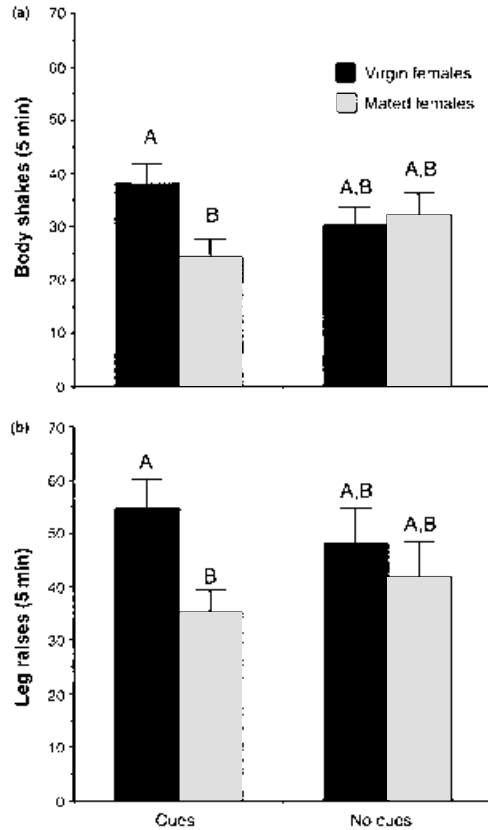 (a)
70
60
50
40
30
20
10
0
Body shakes (5 min)
Virgin females
Mated females
A
B
A,B
A,B
(b)
70
60
50
40
30
20
10
0
Leg raises (5 min)
A
B
A,B
A,B
Cues
No cues